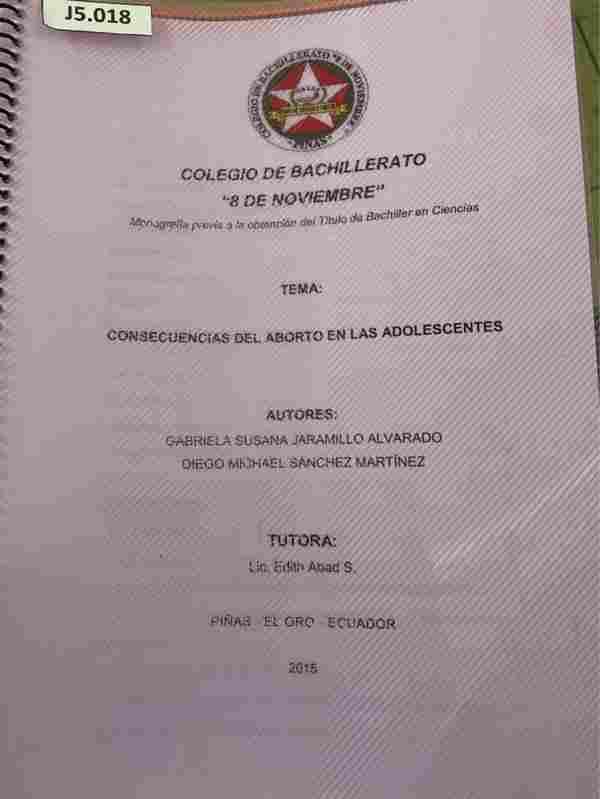 J5.018
COLEGIO DE BACHILLERATO "8 DE NOVIEMBRE"
"PIÑAS"
COLEGIO DE BACHILLERATO
"8 DE NOVIEMBRE"
Monografía previa a la obtención del Título de Bachiller en Ciencias
TEMA:
CONSECUENCIAS DEL ABORTO EN LAS ADOLESCENTES
AUTORES:
GABRIELA SUSANA JARAMILLO ALVARADO
DIEGO MICHAEL SÁNCHEZ MARTÍNEZ
TUTORA:
Lic. Edith Abad S.
PIÑAS - EL ORO - ECUADOR
2015